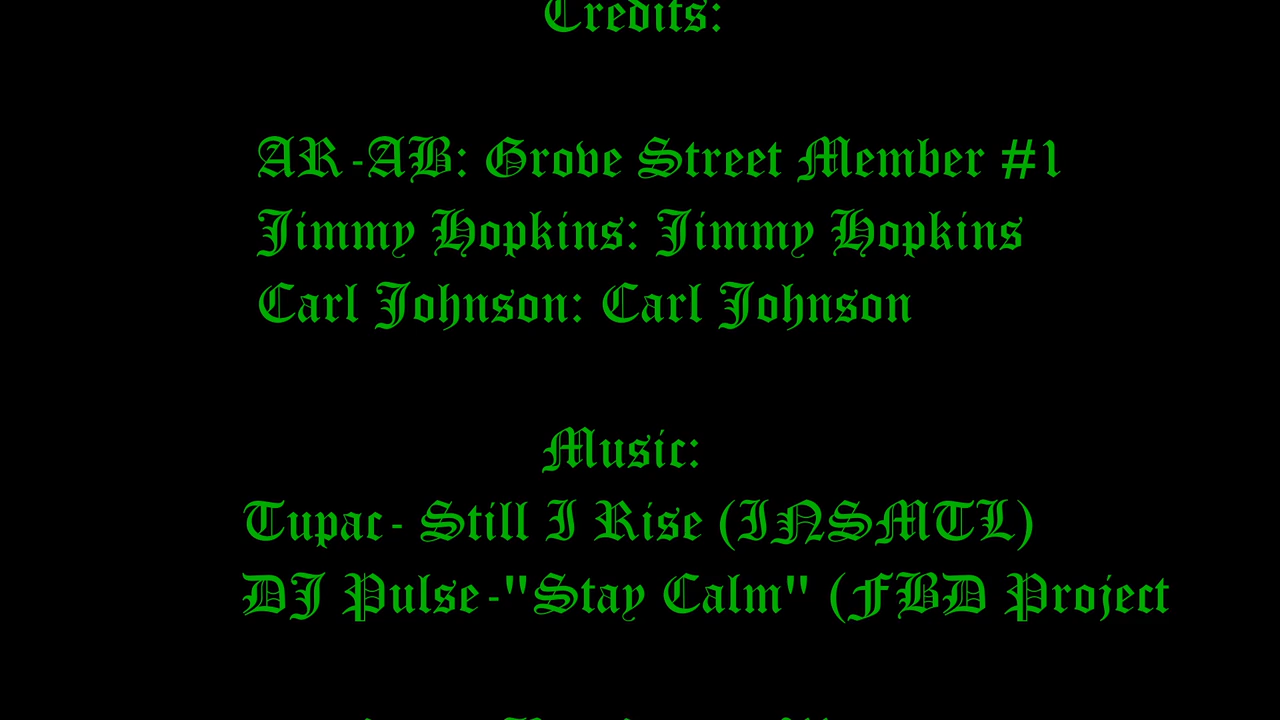 Credits:
AR-AB: Grove Street Member #1
Jimmy Hopkins: Jimmy Hopkins
Carl Johnson: Carl Johnson
Music:
Tupac- Still I Rise (INSMTL)
DJ Pulse-"Stay Calm" (FBD Project